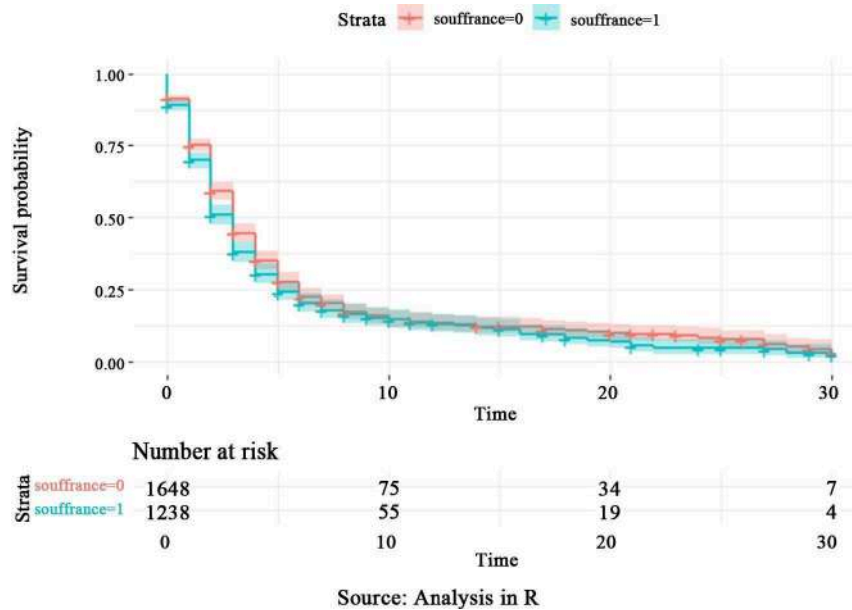 Strata souffrance=0 souffrance=1
1.00
0.75
0.50
0.25
0.00
Survival probability
0 10 20 30
Time
Number at risk
Strata
souffrance=0 1648 75 34 7
souffrance=1 1238 55 19 4
0 10 20 30
Time
Source: Analysis in R